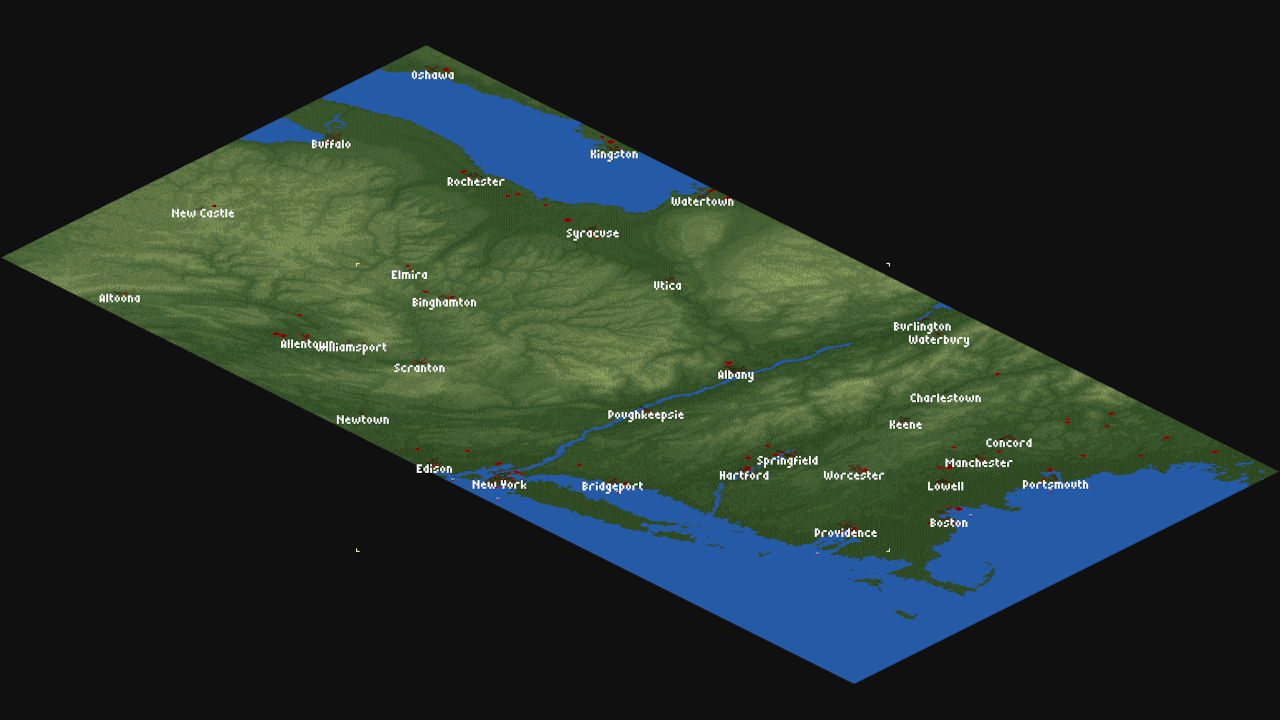 Oshawa
Buffalo
Kingston
Rochester
Watertown
New Castle
Syracuse
Elmira
Utica
Altoona
Binghamton
Burlington
Waterbury
Allentown
Williamsport
Scranton
Albany
Charlestown
Poughkeepsie
Newtown
Keene
Concord
Springfield
Manchester
Edison
Hartford
Worcester
New York
Bridgeport
Lowell
Portsmouth
Boston
Providence